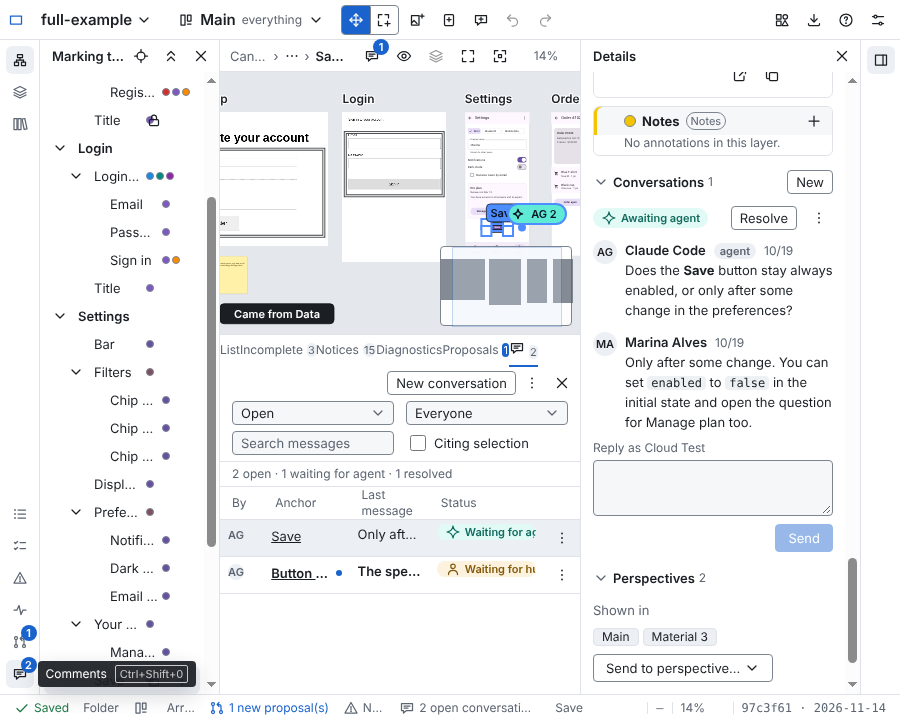 full-example
Main everything
Marking t...
Can... ··· Sa...
1
14%
Details
Regis...
Title
Login
Login...
Email
Pass...
Sign in
Title
Settings
Bar
Filters
Chip ...
Chip ...
Chip ...
Displ...
Prefe...
Notifi...
Dark ...
Email ...
Your ...
Mana...
1
2
Comments Ctrl+Shift+0
p
Login
Settings
Orde
te your account
Sav
AG 2
Came from Data
List Incomplete 3 Notices 15 Diagnostics Proposals 1 2
New conversation
Open
Everyone
Search messages
Citing selection
2 open · 1 waiting for agent · 1 resolved
By Anchor Last message Status
AG Save Only aft... Waiting for ag
AG Button ... The spe... Waiting for hu
Notes Notes
No annotations in this layer.
Conversations 1
New
Awaiting agent
Resolve
AG Claude Code agent 10/19
Does the Save button stay always
enabled, or only after some
change in the preferences?
MA Marina Alves 10/19
Only after some change. You can
set enabled to false in the
initial state and open the question
for Manage plan too.
Reply as Cloud Test
Send
Perspectives 2
Shown in
Main Material 3
Send to perspective...
Saved
Folder
Arr...
1 new proposal(s)
N...
2 open conversati...
Save
14%
97c3f61 · 2026-11-14